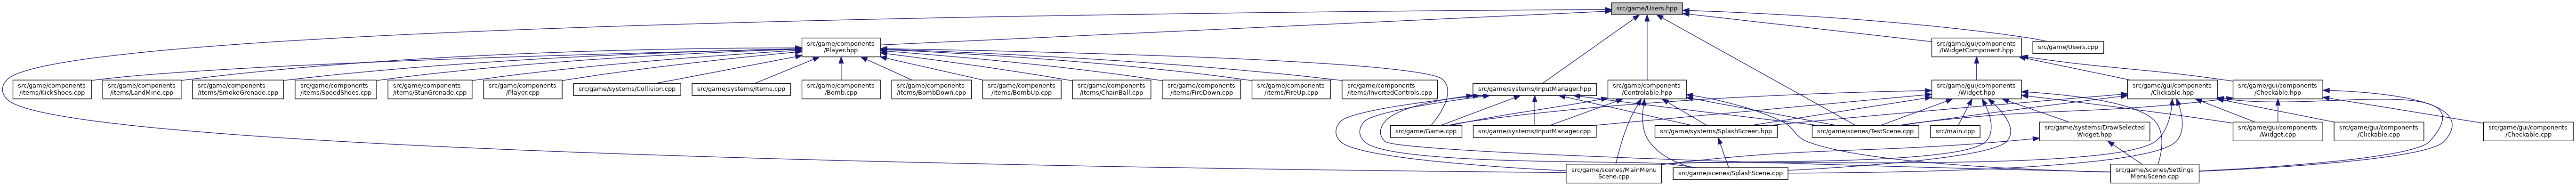 src/game/Users.hpp
src/game/components
/Player.hpp
src/game/gui/components
/IWidgetComponent.hpp
src/game/Users.cpp
src/game/components
/items/KickShoes.cpp
src/game/components
/items/LandMine.cpp
src/game/components
/items/SmokeGrenade.cpp
src/game/components
/items/SpeedShoes.cpp
src/game/components
/items/StunGrenade.cpp
src/game/components
/Player.cpp
src/game/systems/Collision.cpp
src/game/systems/Items.cpp
src/game/components
/Bomb.cpp
src/game/components
/items/BombDown.cpp
src/game/components
/items/BombUp.cpp
src/game/components
/items/ChainBall.cpp
src/game/components
/items/FireDown.cpp
src/game/components
/items/FireUp.cpp
src/game/components
/items/InvertedControls.cpp
src/game/systems/InputManager.hpp
src/game/components
/Controlable.hpp
src/game/gui/components
/Widget.hpp
src/game/gui/components
/Clickable.hpp
src/game/gui/components
/Checkable.hpp
src/game/Game.cpp
src/game/systems/InputManager.cpp
src/game/systems/SplashScreen.hpp
src/game/scenes/TestScene.cpp
src/main.cpp
src/game/systems/DrawSelected
Widget.hpp
src/game/gui/components
/Widget.cpp
src/game/gui/components
/Clickable.cpp
src/game/gui/components
/Checkable.cpp
src/game/scenes/MainMenu
Scene.cpp
src/game/scenes/SplashScene.cpp
src/game/scenes/Settings
MenuScene.cpp